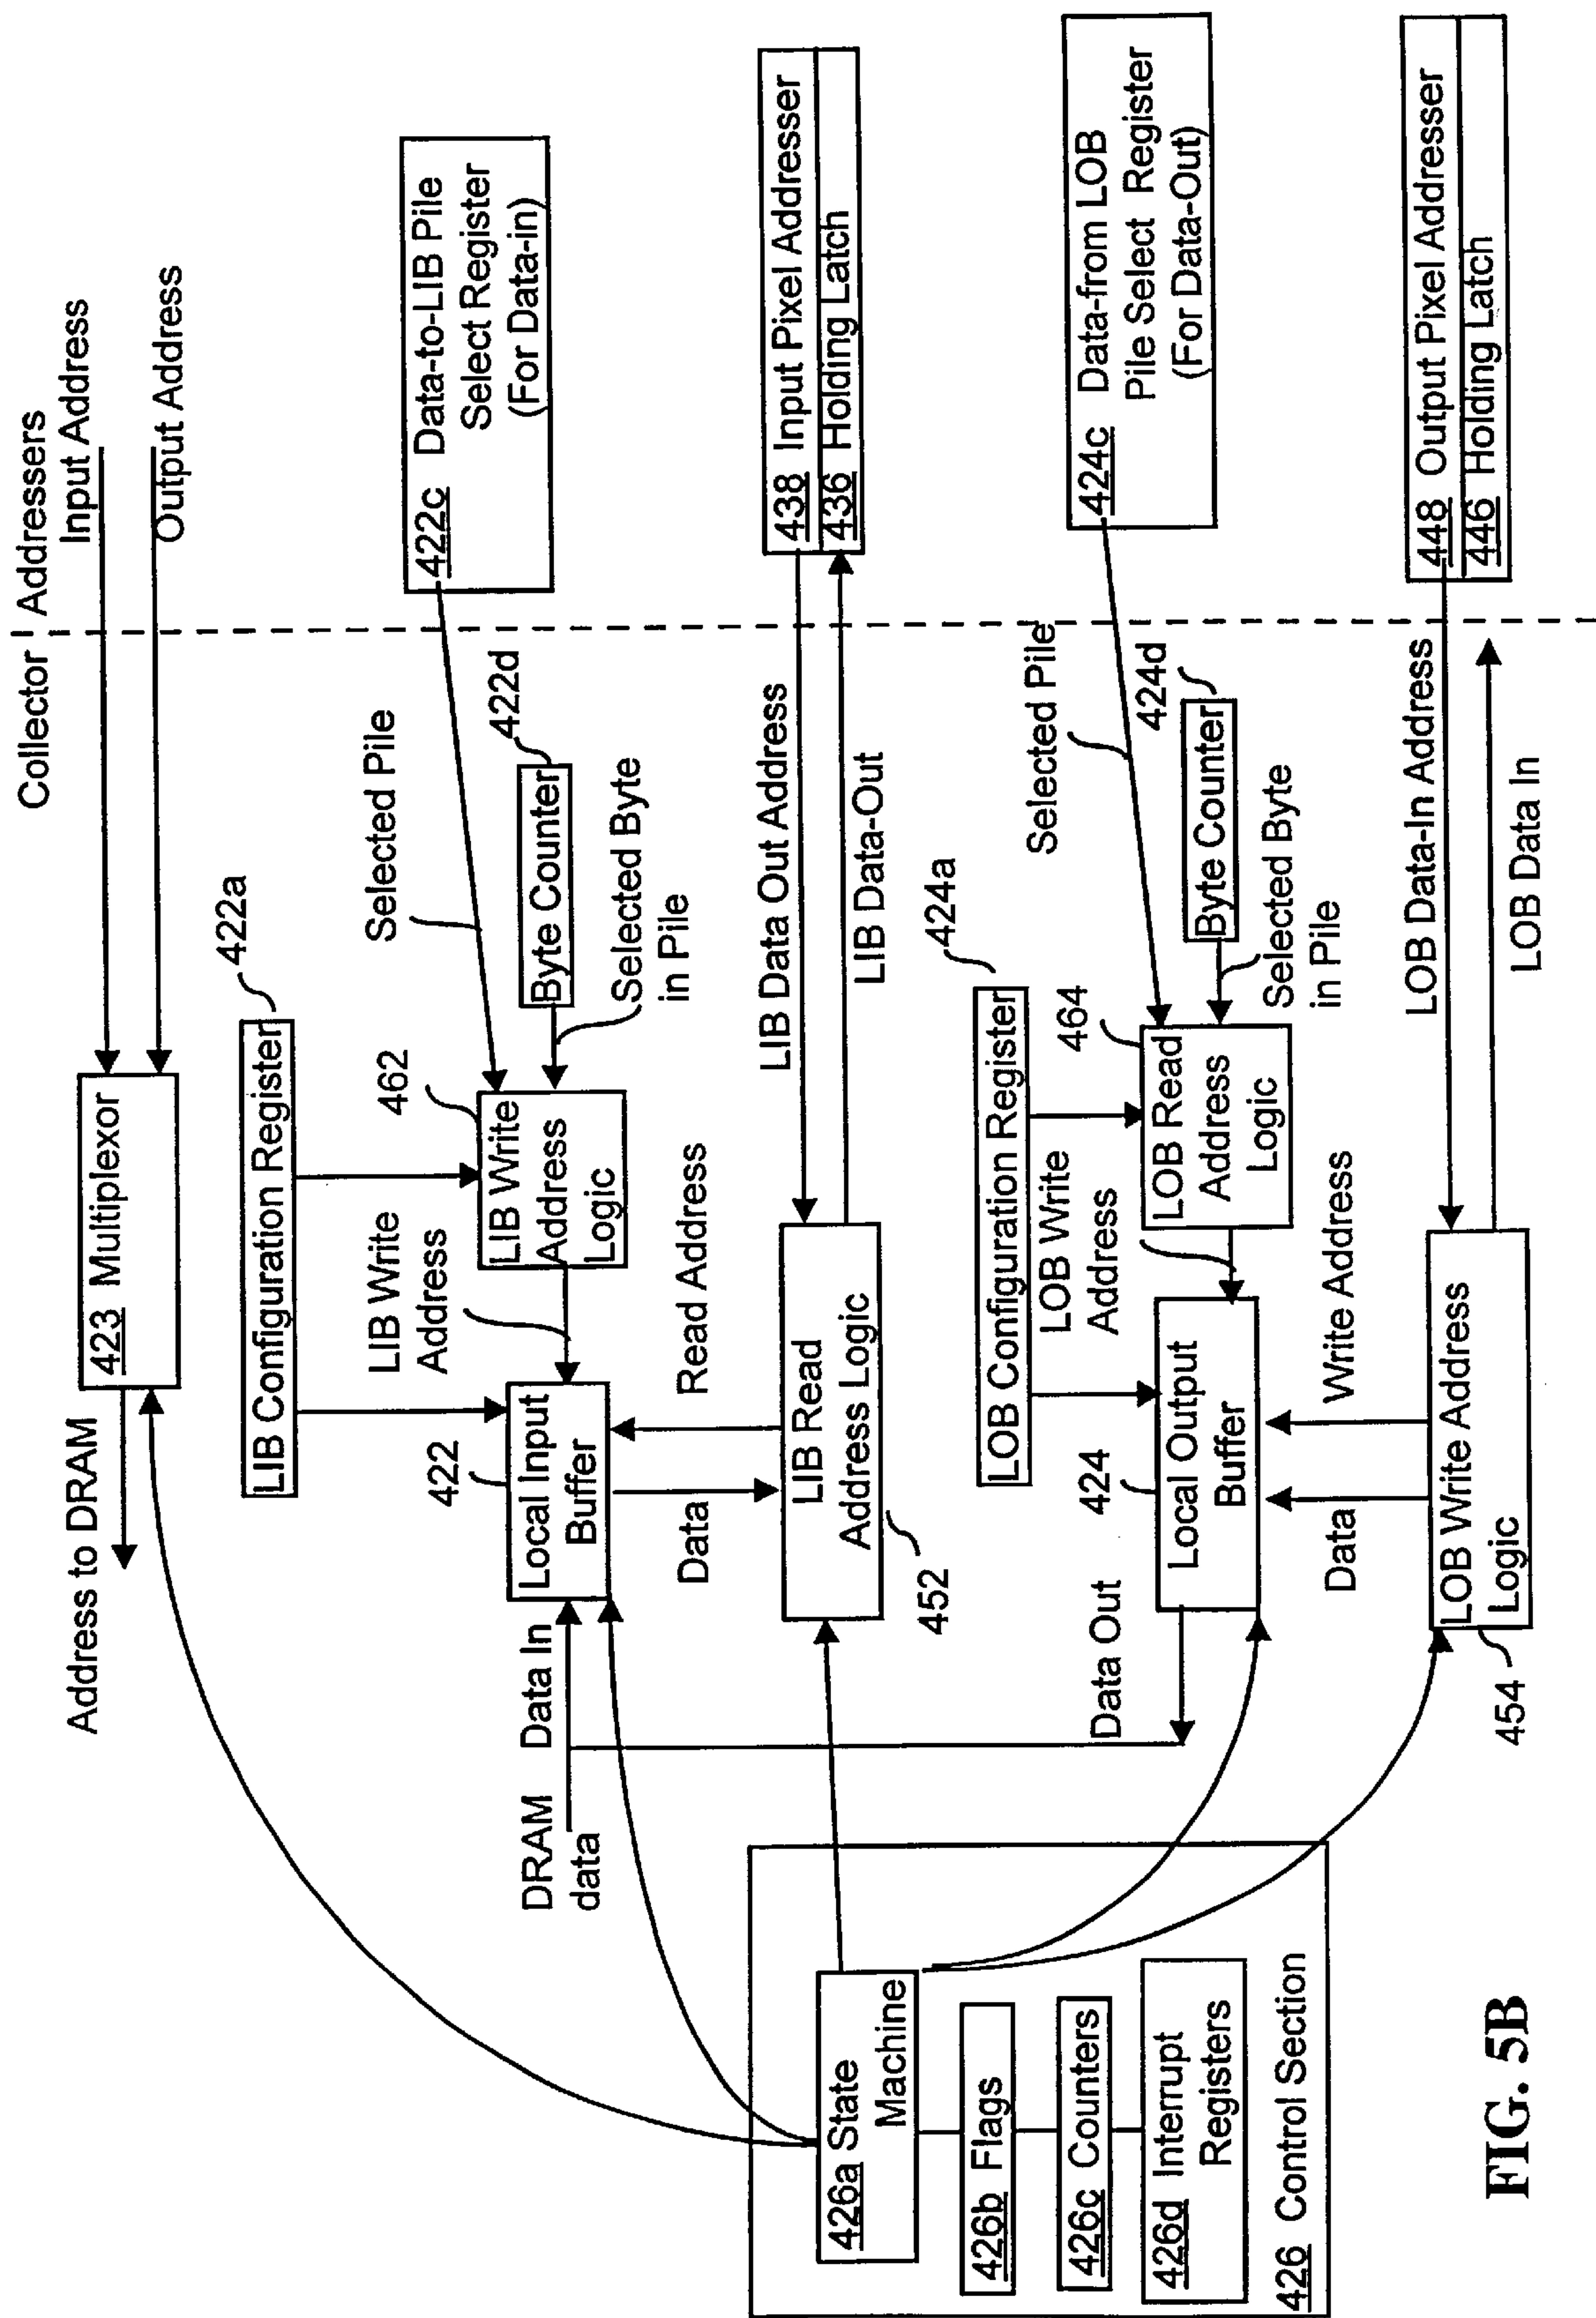 Collector
Addressers
Input Address
Output Address
Address to DRAM
423 Multiplexor
422a
LIB Configuration Register
422c Data-to-LIB Pile
Select Register
(For Data-in)
Selected Pile
422d
Byte Counter
Selected Byte
in Pile
462
LIB Write
Address
Logic
LIB Write
Address
422
Local Input
Buffer
Data In
DRAM
data
Data
Read Address
LIB Read
Address Logic
452
LIB Data Out Address
LIB Data-Out
438 Input Pixel Addresser
436 Holding Latch
424a
LOB Configuration Register
424c Data-from LOB
Pile Select Register
(For Data-Out)
Selected Pile
424d
Byte Counter
Selected Byte
in Pile
464
LOB Read
Address
Logic
LOB Write
Address
424
Local Output
Buffer
Data Out
Data
Write Address
LOB Write Address
Logic
454
LOB Data-In Address
LOB Data In
448 Output Pixel Addresser
446 Holding Latch
426a State
Machine
426b Flags
426c Counters
426d Interrupt
Registers
426 Control Section
FIG. 5B